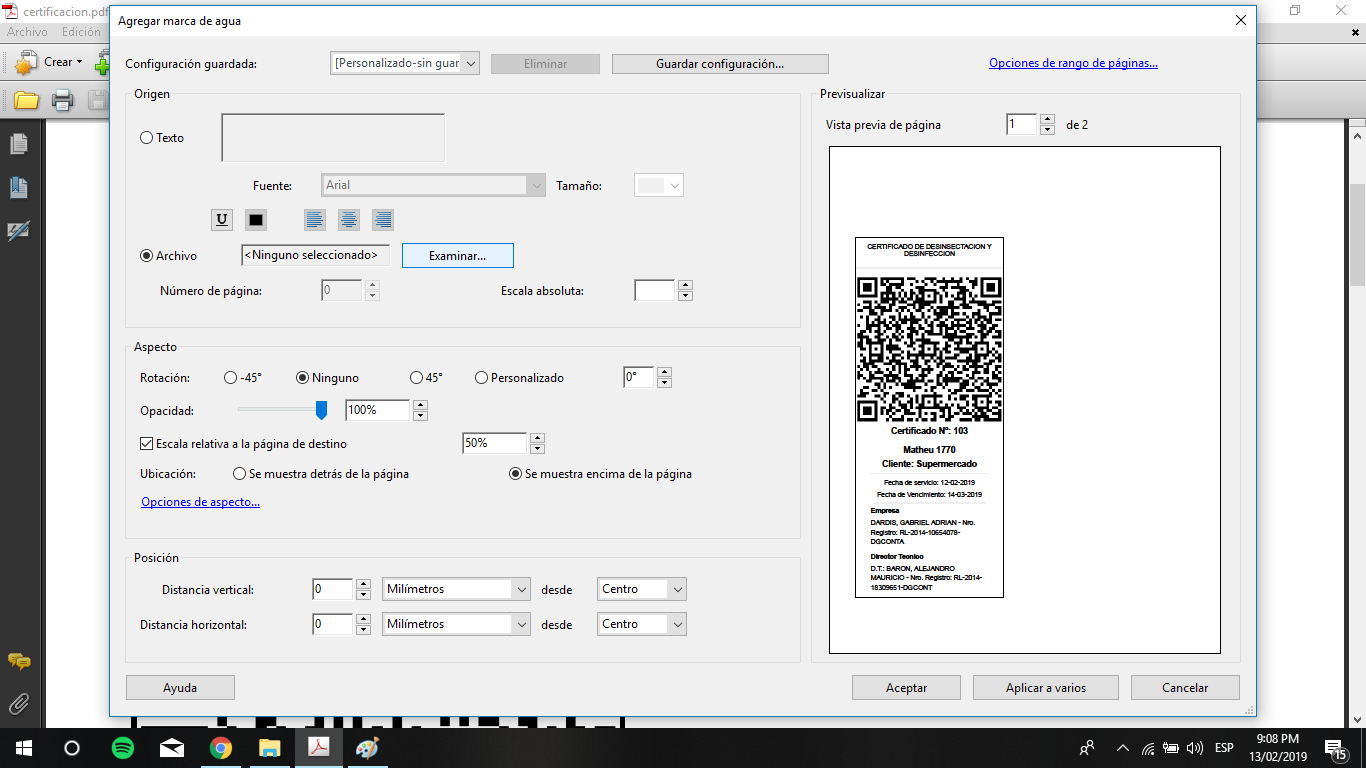 certificacion.pdf
Agregar marca de agua
Archivo Edición
Crear
Configuración guardada:
[Personalizado-sin guar
Eliminar
Guardar configuración...
Opciones de rango de páginas...
Origen
Texto
Fuente:
Arial
Tamaño:
U
Archivo
<Ninguno seleccionado>
Examinar...
Número de página:
0
Escala absoluta:
Aspecto
Rotación:
-45°
Ninguno
45°
Personalizado
0°
Opacidad:
100%
Escala relativa a la página de destino
50%
Ubicación:
Se muestra detrás de la página
Se muestra encima de la página
Opciones de aspecto...
Posición
Distancia vertical:
0
Milímetros
desde
Centro
Distancia horizontal:
0
Milímetros
desde
Centro
Previsualizar
Vista previa de página
1
de 2
CERTIFICADO DE DESINSECTACION Y
DESINFECCION
Certificado Nº: 103
Matheu 1770
Cliente: Supermercado
Fecha de servicio: 12-02-2019
Fecha de Vencimiento: 14-03-2019
Empresa
DARDIS, GABRIEL ADRIAN - Nro.
Registro: RL-2014-10654078-
DGCONTA
Director Tecnico
D.T.: BARON, ALEJANDRO
MAURICIO - Nro. Registro: RL-2014-
18309651-DGCONT
Ayuda
Aceptar
Aplicar a varios
Cancelar
ESP
9:08 PM
13/02/2019
15